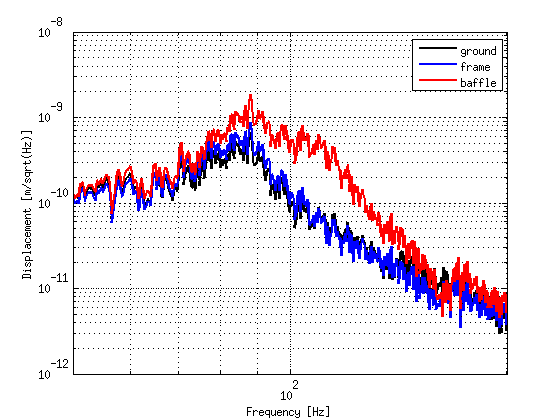 10^-8
ground
frame
baffle
10^-9
10^-10
Displacement [m/sqrt(Hz)]
10^-11
10^-12
10^2
Frequency [Hz]